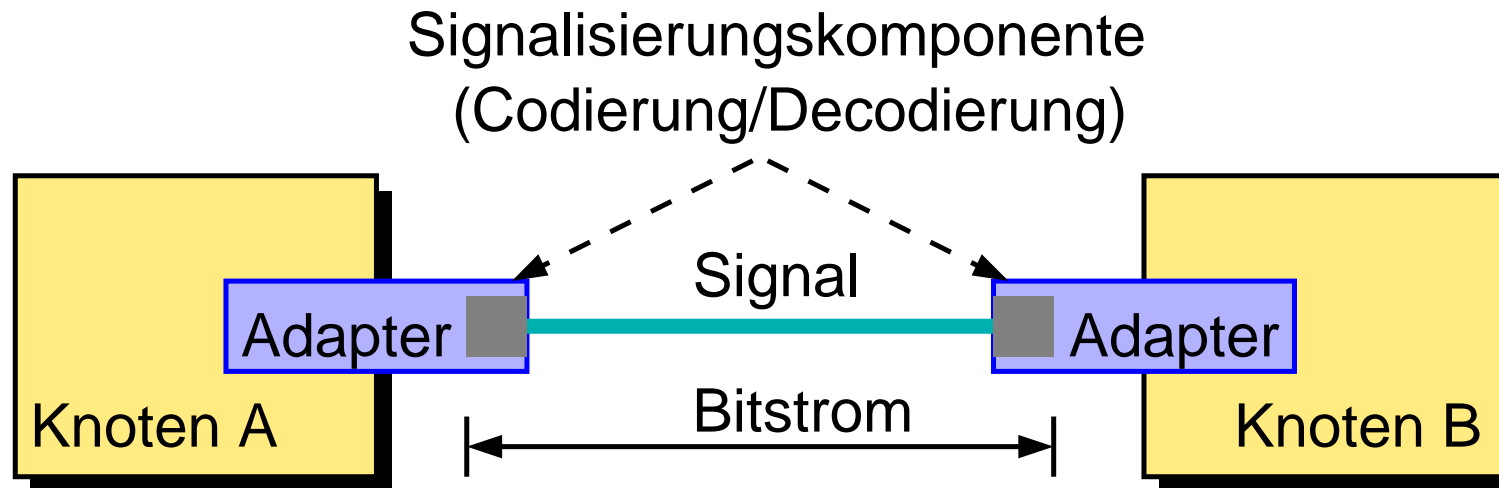 Signalisierungskomponente
(Codierung/Decodierung)
Signal
Adapter
Adapter
Bitstrom
Knoten A
Knoten B